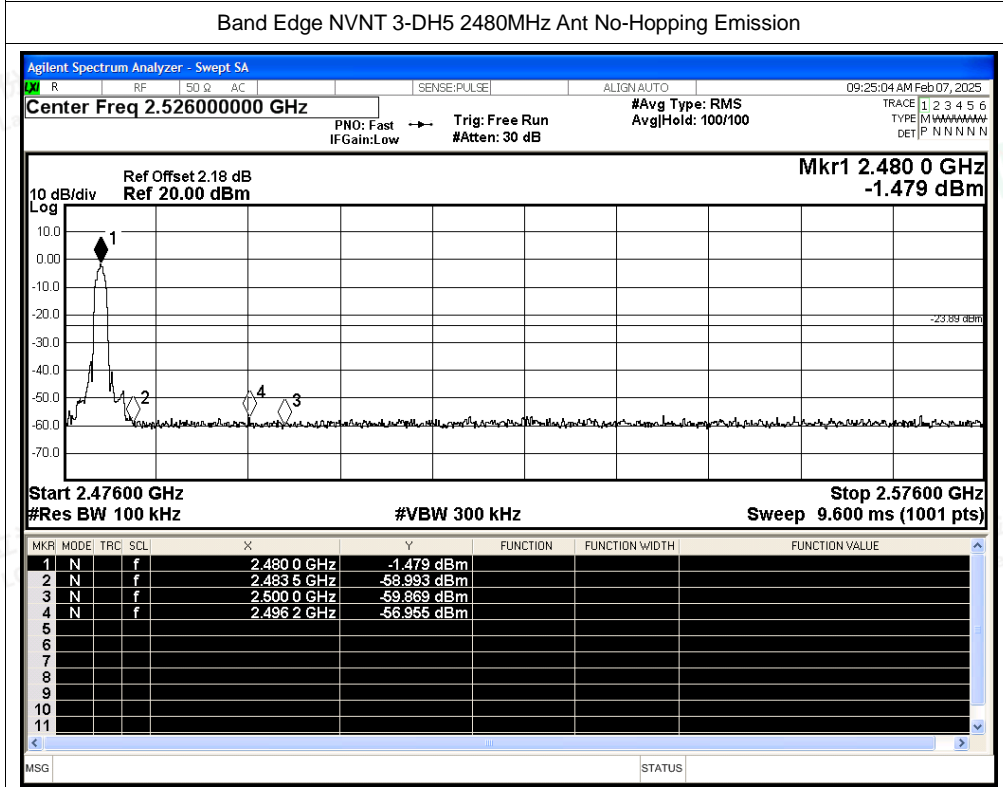 Band Edge NVNT 3-DH5 2480MHz Ant No-Hopping Emission
Agilent Spectrum Analyzer - Swept SA
LXI R RF 50 Ω AC SENSE:PULSE ALIGN AUTO 09:25:04 AM Feb 07, 2025
Center Freq 2.526000000 GHz #Avg Type: RMS TRACE 1 2 3 4 5 6
PNO: Fast Trig: Free Run Avg|Hold: 100/100 TYPE M WWWWW
IFGain:Low #Atten: 30 dB DET P N N N N N
Mkr1 2.480 0 GHz
Ref Offset 2.18 dB
10 dB/div Ref 20.00 dBm -1.479 dBm
Log
10.0
1
0.00
-10.0
-20.0
-23.89 dBm
-30.0
-40.0
-50.0 2 4 3
-60.0
-70.0
Start 2.47600 GHz Stop 2.57600 GHz
#Res BW 100 kHz #VBW 300 kHz Sweep 9.600 ms (1001 pts)
MKR MODE TRC SCL X Y FUNCTION FUNCTION WIDTH FUNCTION VALUE
1 N f 2.480 0 GHz -1.479 dBm
2 N f 2.483 5 GHz -58.993 dBm
3 N f 2.500 0 GHz -59.869 dBm
4 N f 2.496 2 GHz -56.955 dBm
5
6
7
8
9
10
11
MSG STATUS